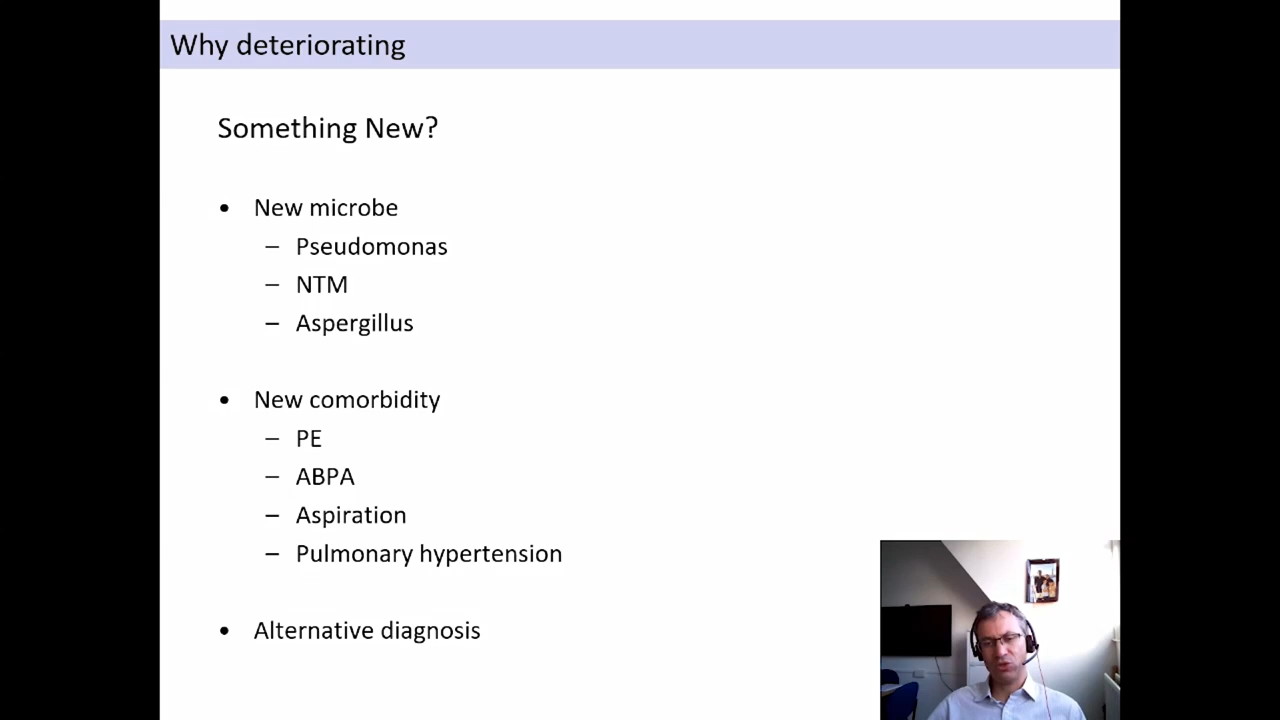 Why deteriorating
Something New?
• New microbe
– Pseudomonas
– NTM
– Aspergillus
• New comorbidity
– PE
– ABPA
– Aspiration
– Pulmonary hypertension
• Alternative diagnosis